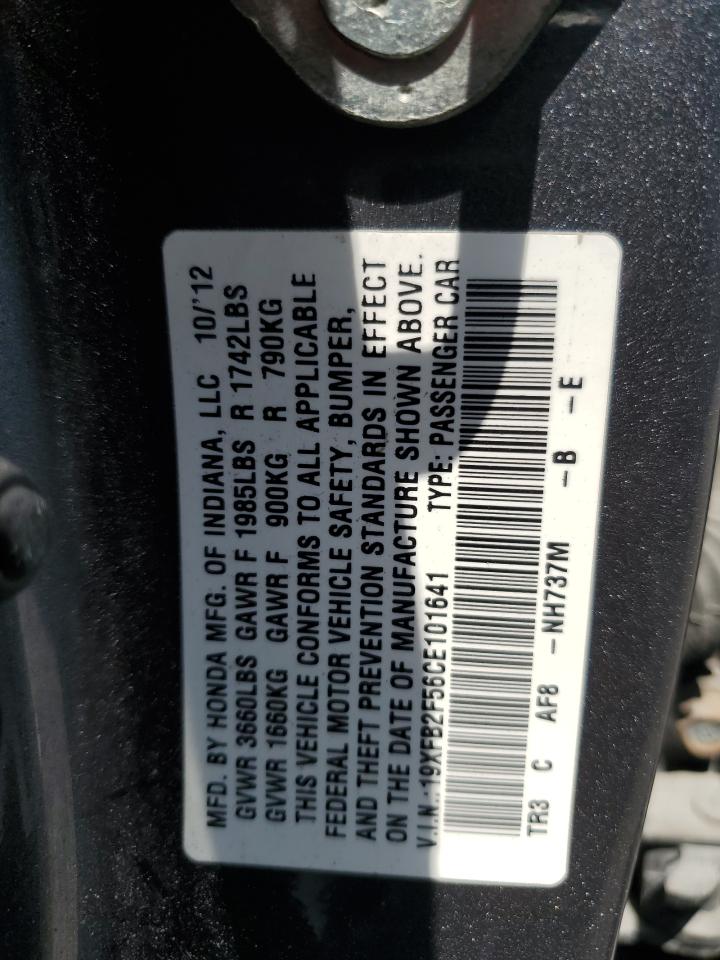 MFD. BY HONDA MFG. OF INDIANA, LLC 10/'12
GVWR 3660LBS GAWR F 1985LBS R 1742LBS
GVWR 1660KG GAWR F 900KG R 790KG
THIS VEHICLE CONFORMS TO ALL APPLICABLE
FEDERAL MOTOR VEHICLE SAFETY, BUMPER,
AND THEFT PREVENTION STANDARDS IN EFFECT
ON THE DATE OF MANUFACTURE SHOWN ABOVE.
V.I.N.:19XFB2F56CE101641 TYPE: PASSENGER CAR
TR3 C AF8 -NH737M -B -E